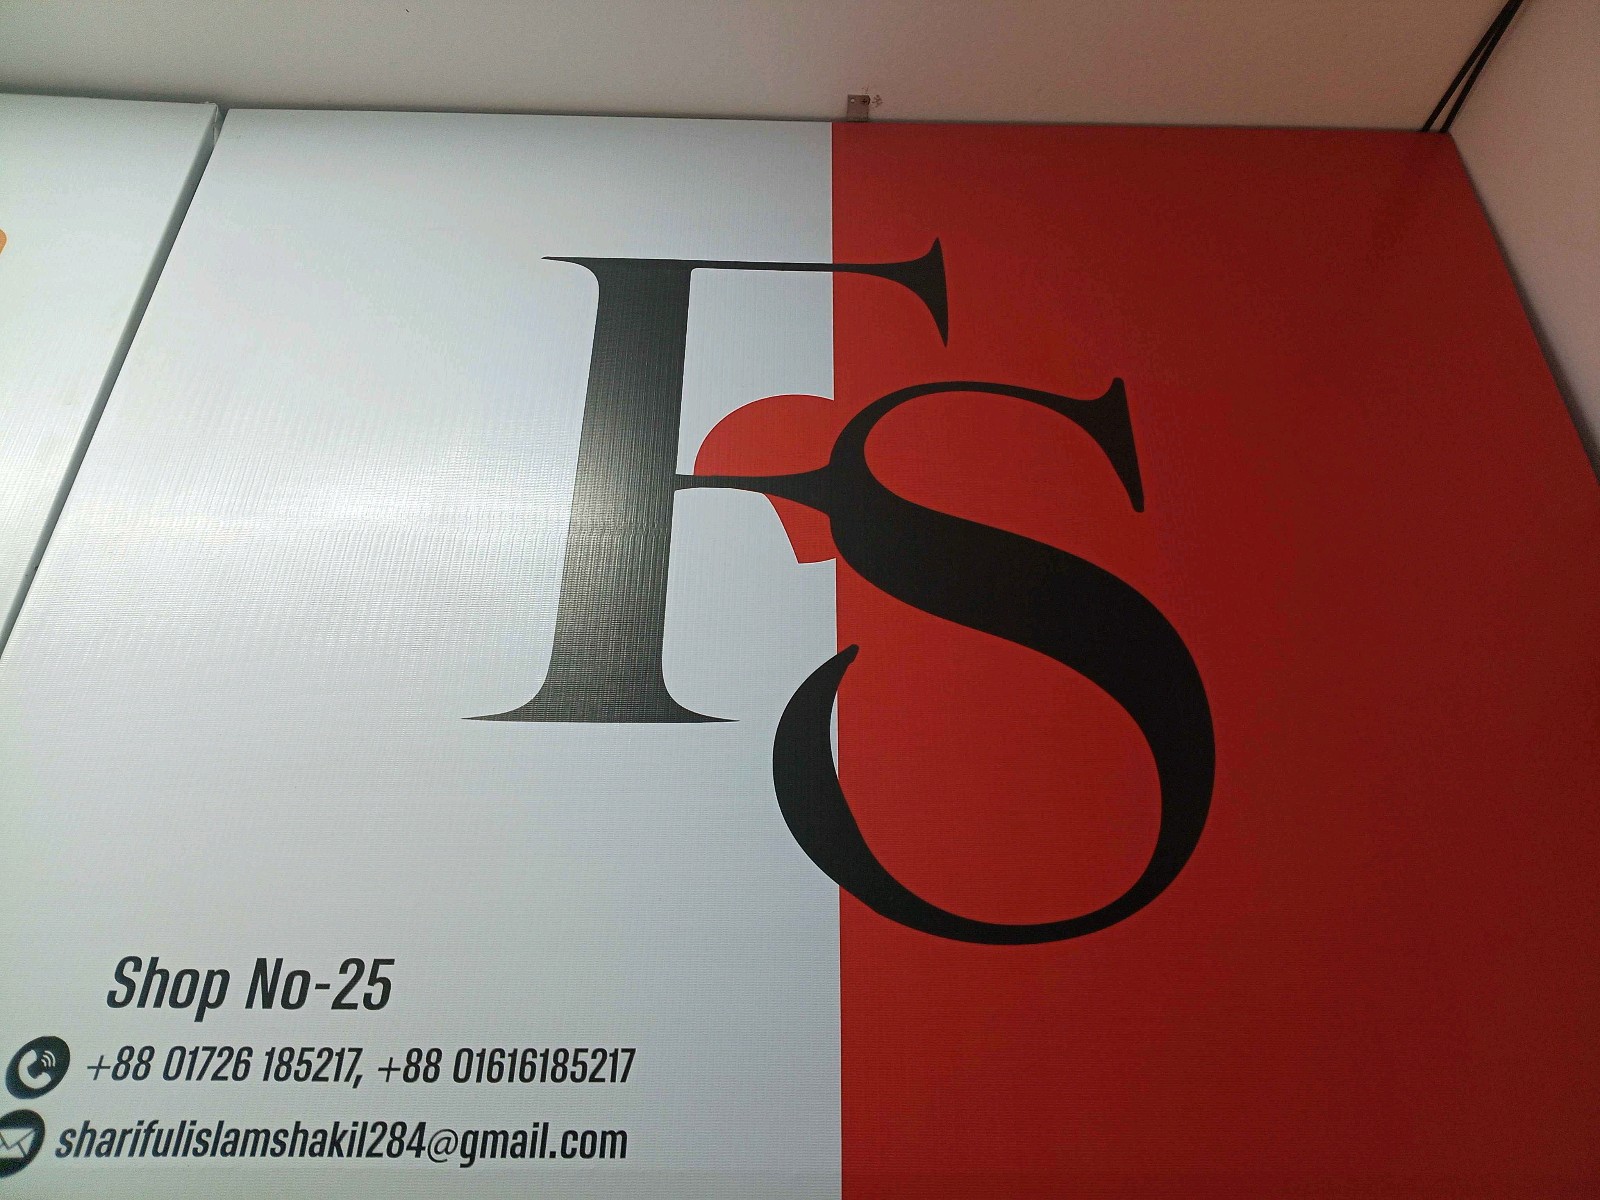 FS
Shop No-25
+88 01726 185217, +88 01616185217
sharifulislamshakil284@gmail.com